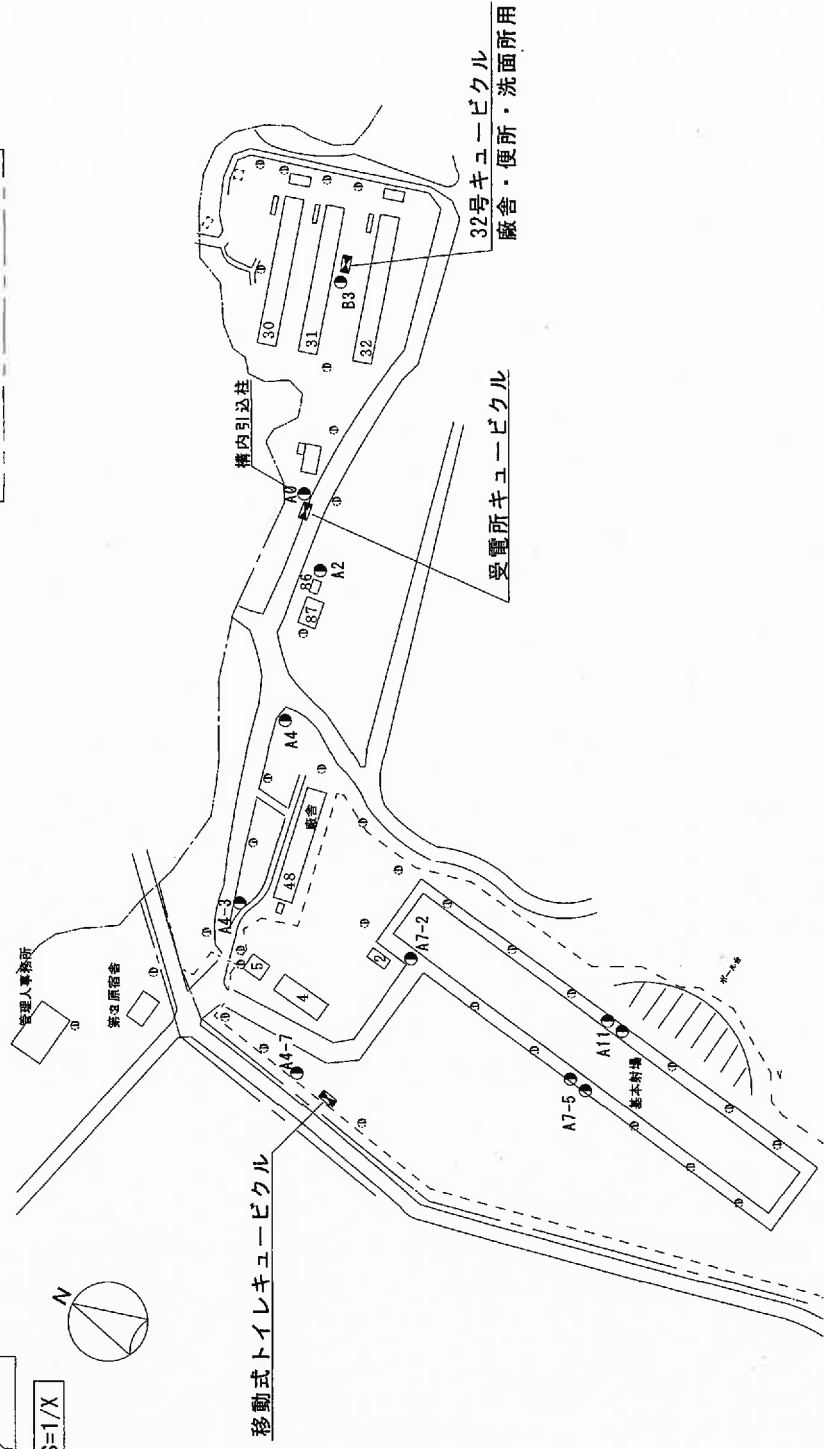 S=1/X
N
管理人事務所
第2原宿舎
移動式トイレキュービクル
A4-7
4
5
A4-3
48
廠舎
A4
2
A7-2
A7-5
基本射場
A11
87
86
A2
A0
構内引込柱
受電所キュービクル
30
31
32
B3
32号キュービクル
廠舎・便所・洗面所用